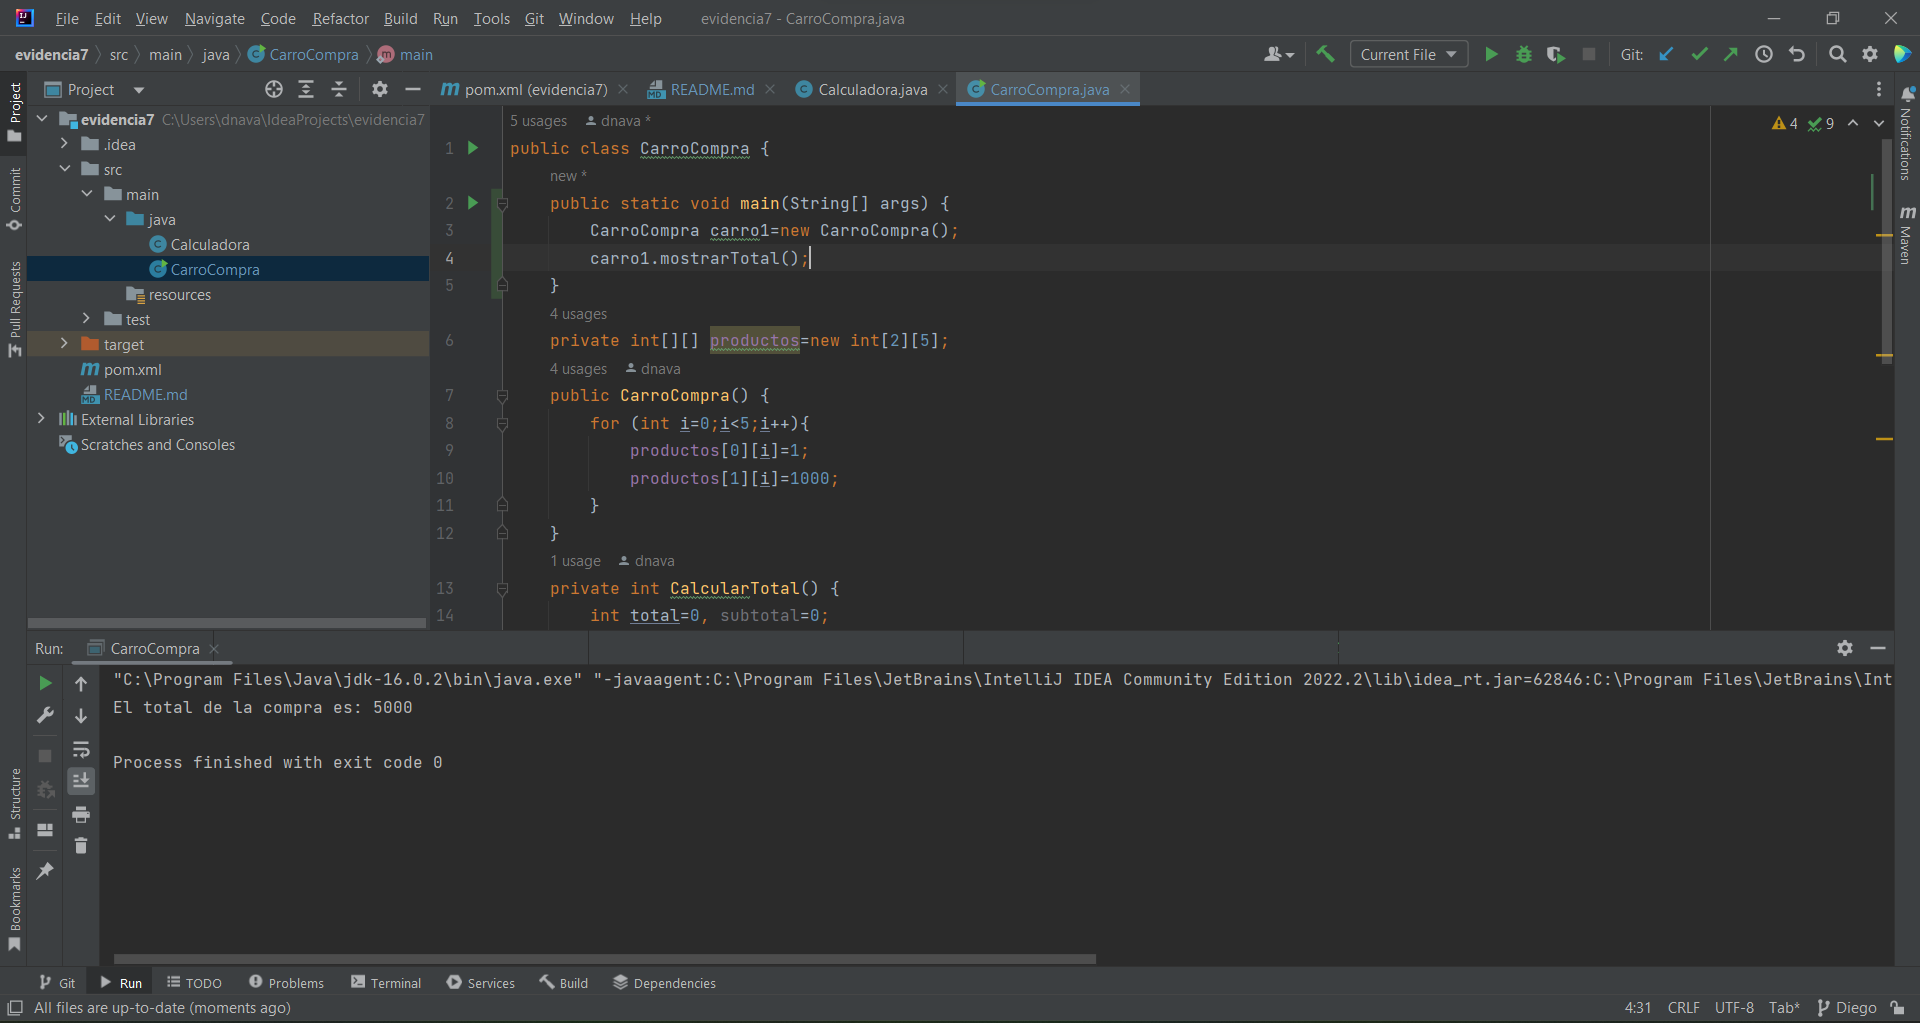 File Edit View Navigate Code Refactor Build Run Tools Git Window Help evidencia7 - CarroCompra.java
evidencia7 src main java CarroCompra main Current File Git:
Project pom.xml (evidencia7) README.md Calculadora.java CarroCompra.java
evidencia7 C:\Users\dnava\IdeaProjects\evidencia7
.idea
src
main
java
Calculadora
CarroCompra
resources
test
target
pom.xml
README.md
External Libraries
Scratches and Consoles
Project
Commit
Pull Requests
Structure
Bookmarks
5 usages dnava *
4 9
1 public class CarroCompra {
new *
2 public static void main(String[] args) {
3 CarroCompra carro1=new CarroCompra();
4 carro1.mostrarTotal();
5 }
4 usages
6 private int[][] productos=new int[2][5];
4 usages dnava
7 public CarroCompra() {
8 for (int i=0;i<5;i++){
9 productos[0][i]=1;
10 productos[1][i]=1000;
11 }
12 }
1 usage dnava
13 private int CalcularTotal() {
14 int total=0, subtotal=0;
Notifications
Maven
Run: CarroCompra
"C:\Program Files\Java\jdk-16.0.2\bin\java.exe" "-javaagent:C:\Program Files\JetBrains\IntelliJ IDEA Community Edition 2022.2\lib\idea_rt.jar=62846:C:\Program Files\JetBrains\Int
El total de la compra es: 5000
Process finished with exit code 0
Git Run TODO Problems Terminal Services Build Dependencies
All files are up-to-date (moments ago) 4:31 CRLF UTF-8 Tab* Diego